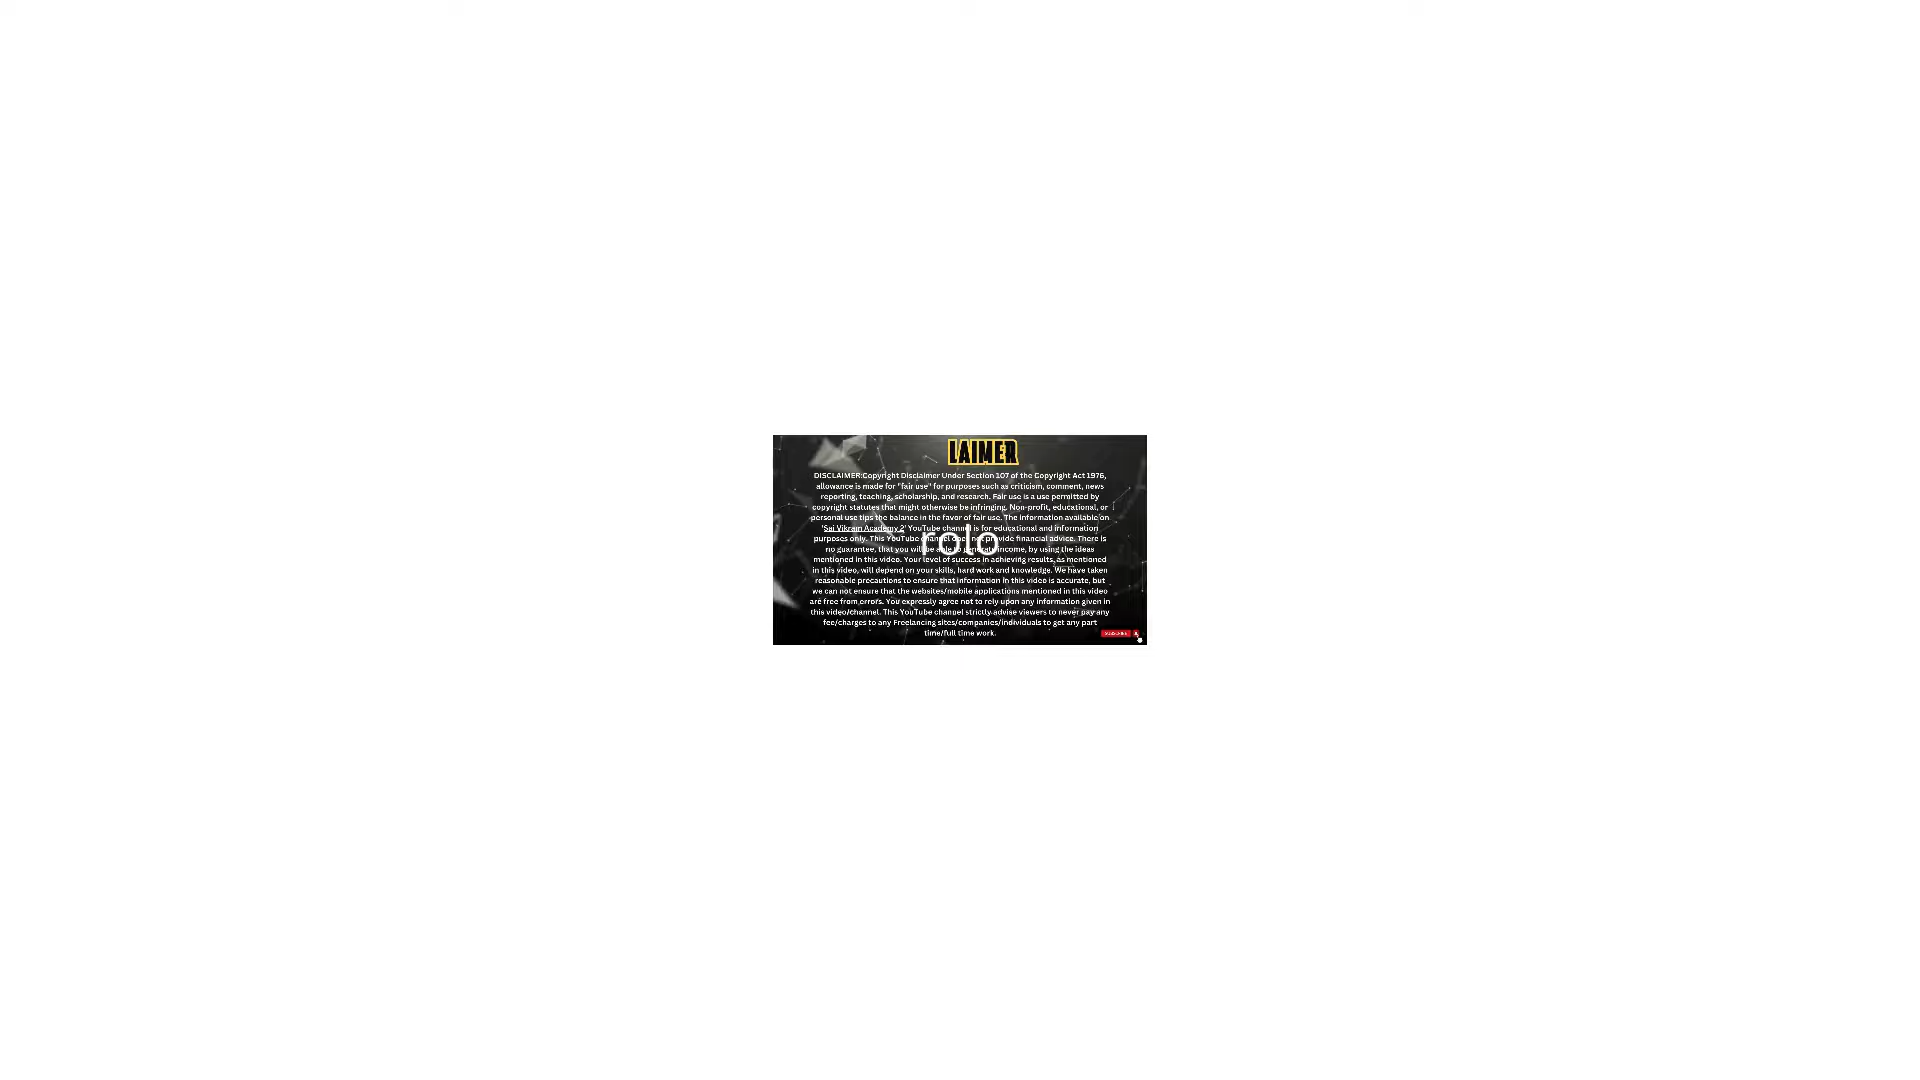 LAIMER
DISCLAIMER:Copyright Disclaimer Under Section 107 of the Copyright Act 1976,
allowance is made for "fair use" for purposes such as criticism, comment, news
reporting, teaching, scholarship, and research. Fair use is a use permitted by
copyright statutes that might otherwise be infringing. Non-profit, educational, or
personal use tips the balance in the favor of fair use. The information available on
'Sai Vikram Academy 2' YouTube channel is for educational and information
purposes only. This YouTube channel does not provide financial advice. There is
rolo
no guarantee, that you will be able to generate income, by using the ideas
mentioned in this video. Your level of success in achieving results, as mentioned
in this video, will depend on your skills, hard work and knowledge. We have taken
reasonable precautions to ensure that information in this video is accurate, but
we can not ensure that the websites/mobile applications mentioned in this video
are free from errors. You expressly agree not to rely upon any information given in
this video/channel. This YouTube channel strictly advise viewers to never pay any
fee/charges to any Freelancing sites/companies/individuals to get any part
time/full time work.
SUBSCRIBE